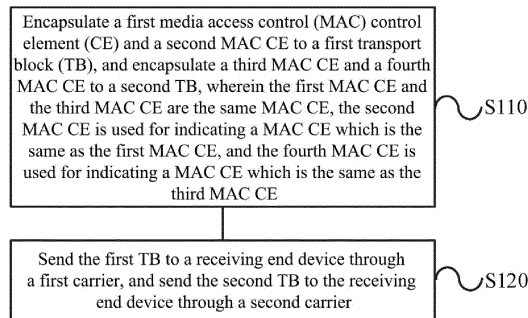 Encapsulate a first media access control (MAC) control
element (CE) and a second MAC CE to a first transport
block (TB), and encapsulate a third MAC CE and a fourth
MAC CE to a second TB, wherein the first MAC CE and
the third MAC CE are the same MAC CE, the second
MAC CE is used for indicating a MAC CE which is the
same as the first MAC CE, and the fourth MAC CE is
used for indicating a MAC CE which is the same as the
third MAC CE
S110
Send the first TB to a receiving end device through
a first carrier, and send the second TB to the receiving
end device through a second carrier
S120